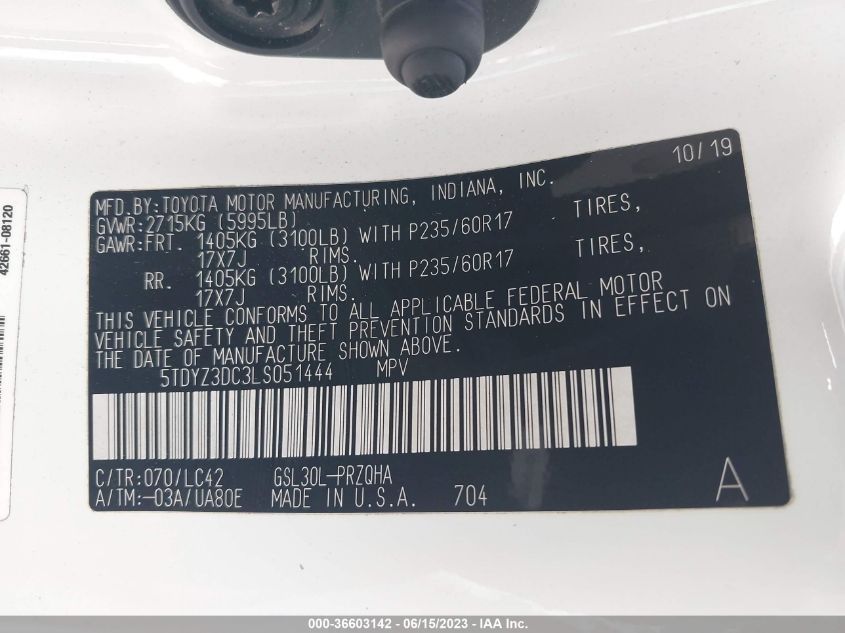 10/19
MFD.BY:TOYOTA MOTOR MANUFACTURING, INDIANA, INC.
GVWR:2715KG (5995LB)
GAWR:FRT. 1405KG (3100LB) WITH P235/60R17 TIRES,
17X7J RIMS.
RR. 1405KG (3100LB) WITH P235/60R17 TIRES,
17X7J RIMS.
THIS VEHICLE CONFORMS TO ALL APPLICABLE FEDERAL MOTOR
VEHICLE SAFETY AND THEFT PREVENTION STANDARDS IN EFFECT ON
THE DATE OF MANUFACTURE SHOWN ABOVE.
5TDYZ3DC3LS051444 MPV
C/TR:070/LC42 GSL30L-PRZQHA
A/TM:-03A/UA80E MADE IN U.S.A. 704
A
42661-08120
000-36603142 - 06/15/2023 - IAA Inc.